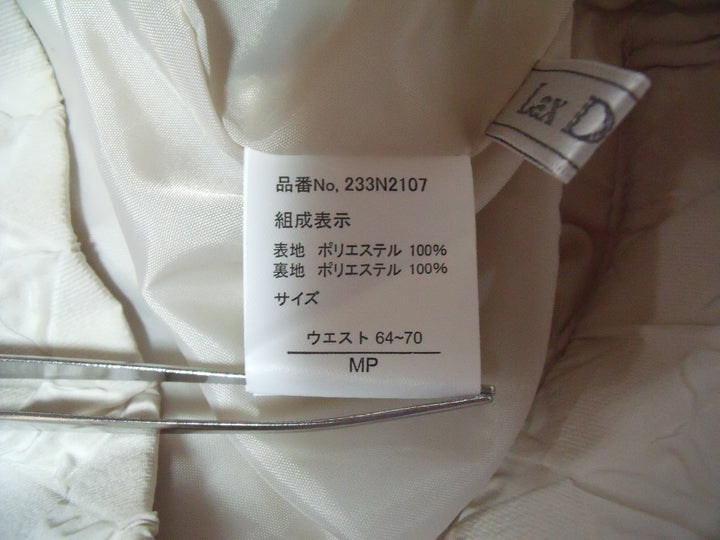 Lax D
品番No, 233N2107
組成表示
表地 ポリエステル 100%
裏地 ポリエステル 100%
サイズ
ウエスト 64~70
MP